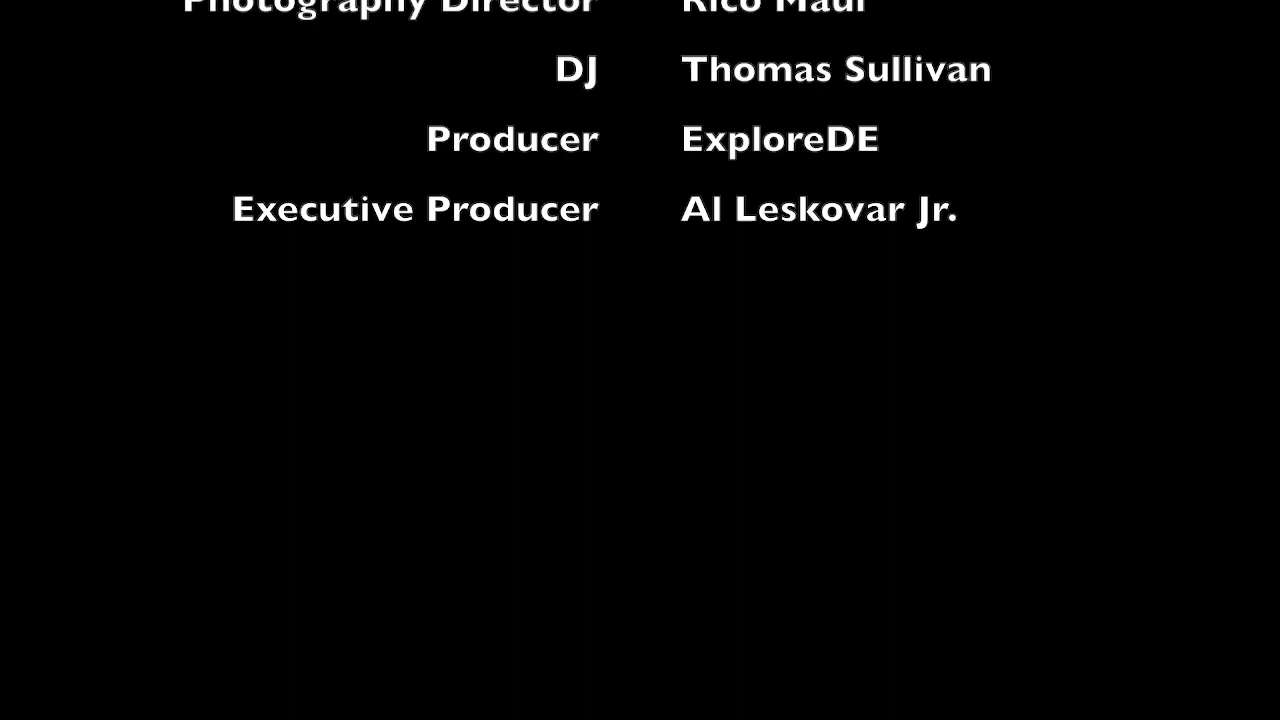 Photography Director Rico Maul
DJ Thomas Sullivan
Producer ExploreDE
Executive Producer Al Leskovar Jr.